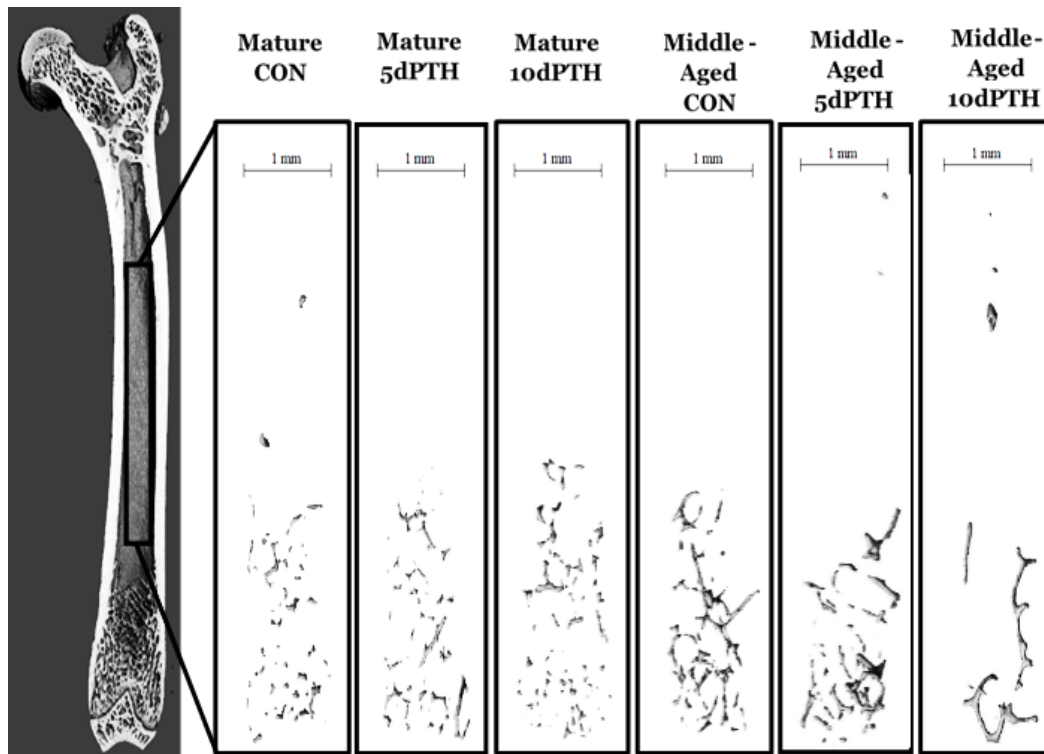 Mature
CON
Mature
5dPTH
Mature
10dPTH
Middle -
Aged
CON
Middle -
Aged
5dPTH
Middle-
Aged
10dPTH
1 mm
1 mm
1 mm
1 mm
1 mm
1 mm